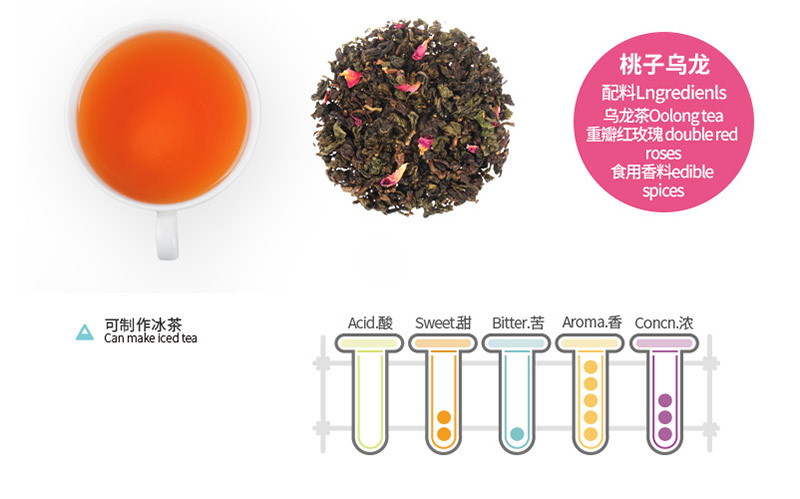 桃子乌龙
配料Lngredienls
乌龙茶Oolong tea
重瓣红玫瑰 double red
roses
食用香料edible
spices
可制作冰茶
Can make iced tea
Acid.酸 Sweet.甜 Bitter.苦 Aroma.香 Concn.浓